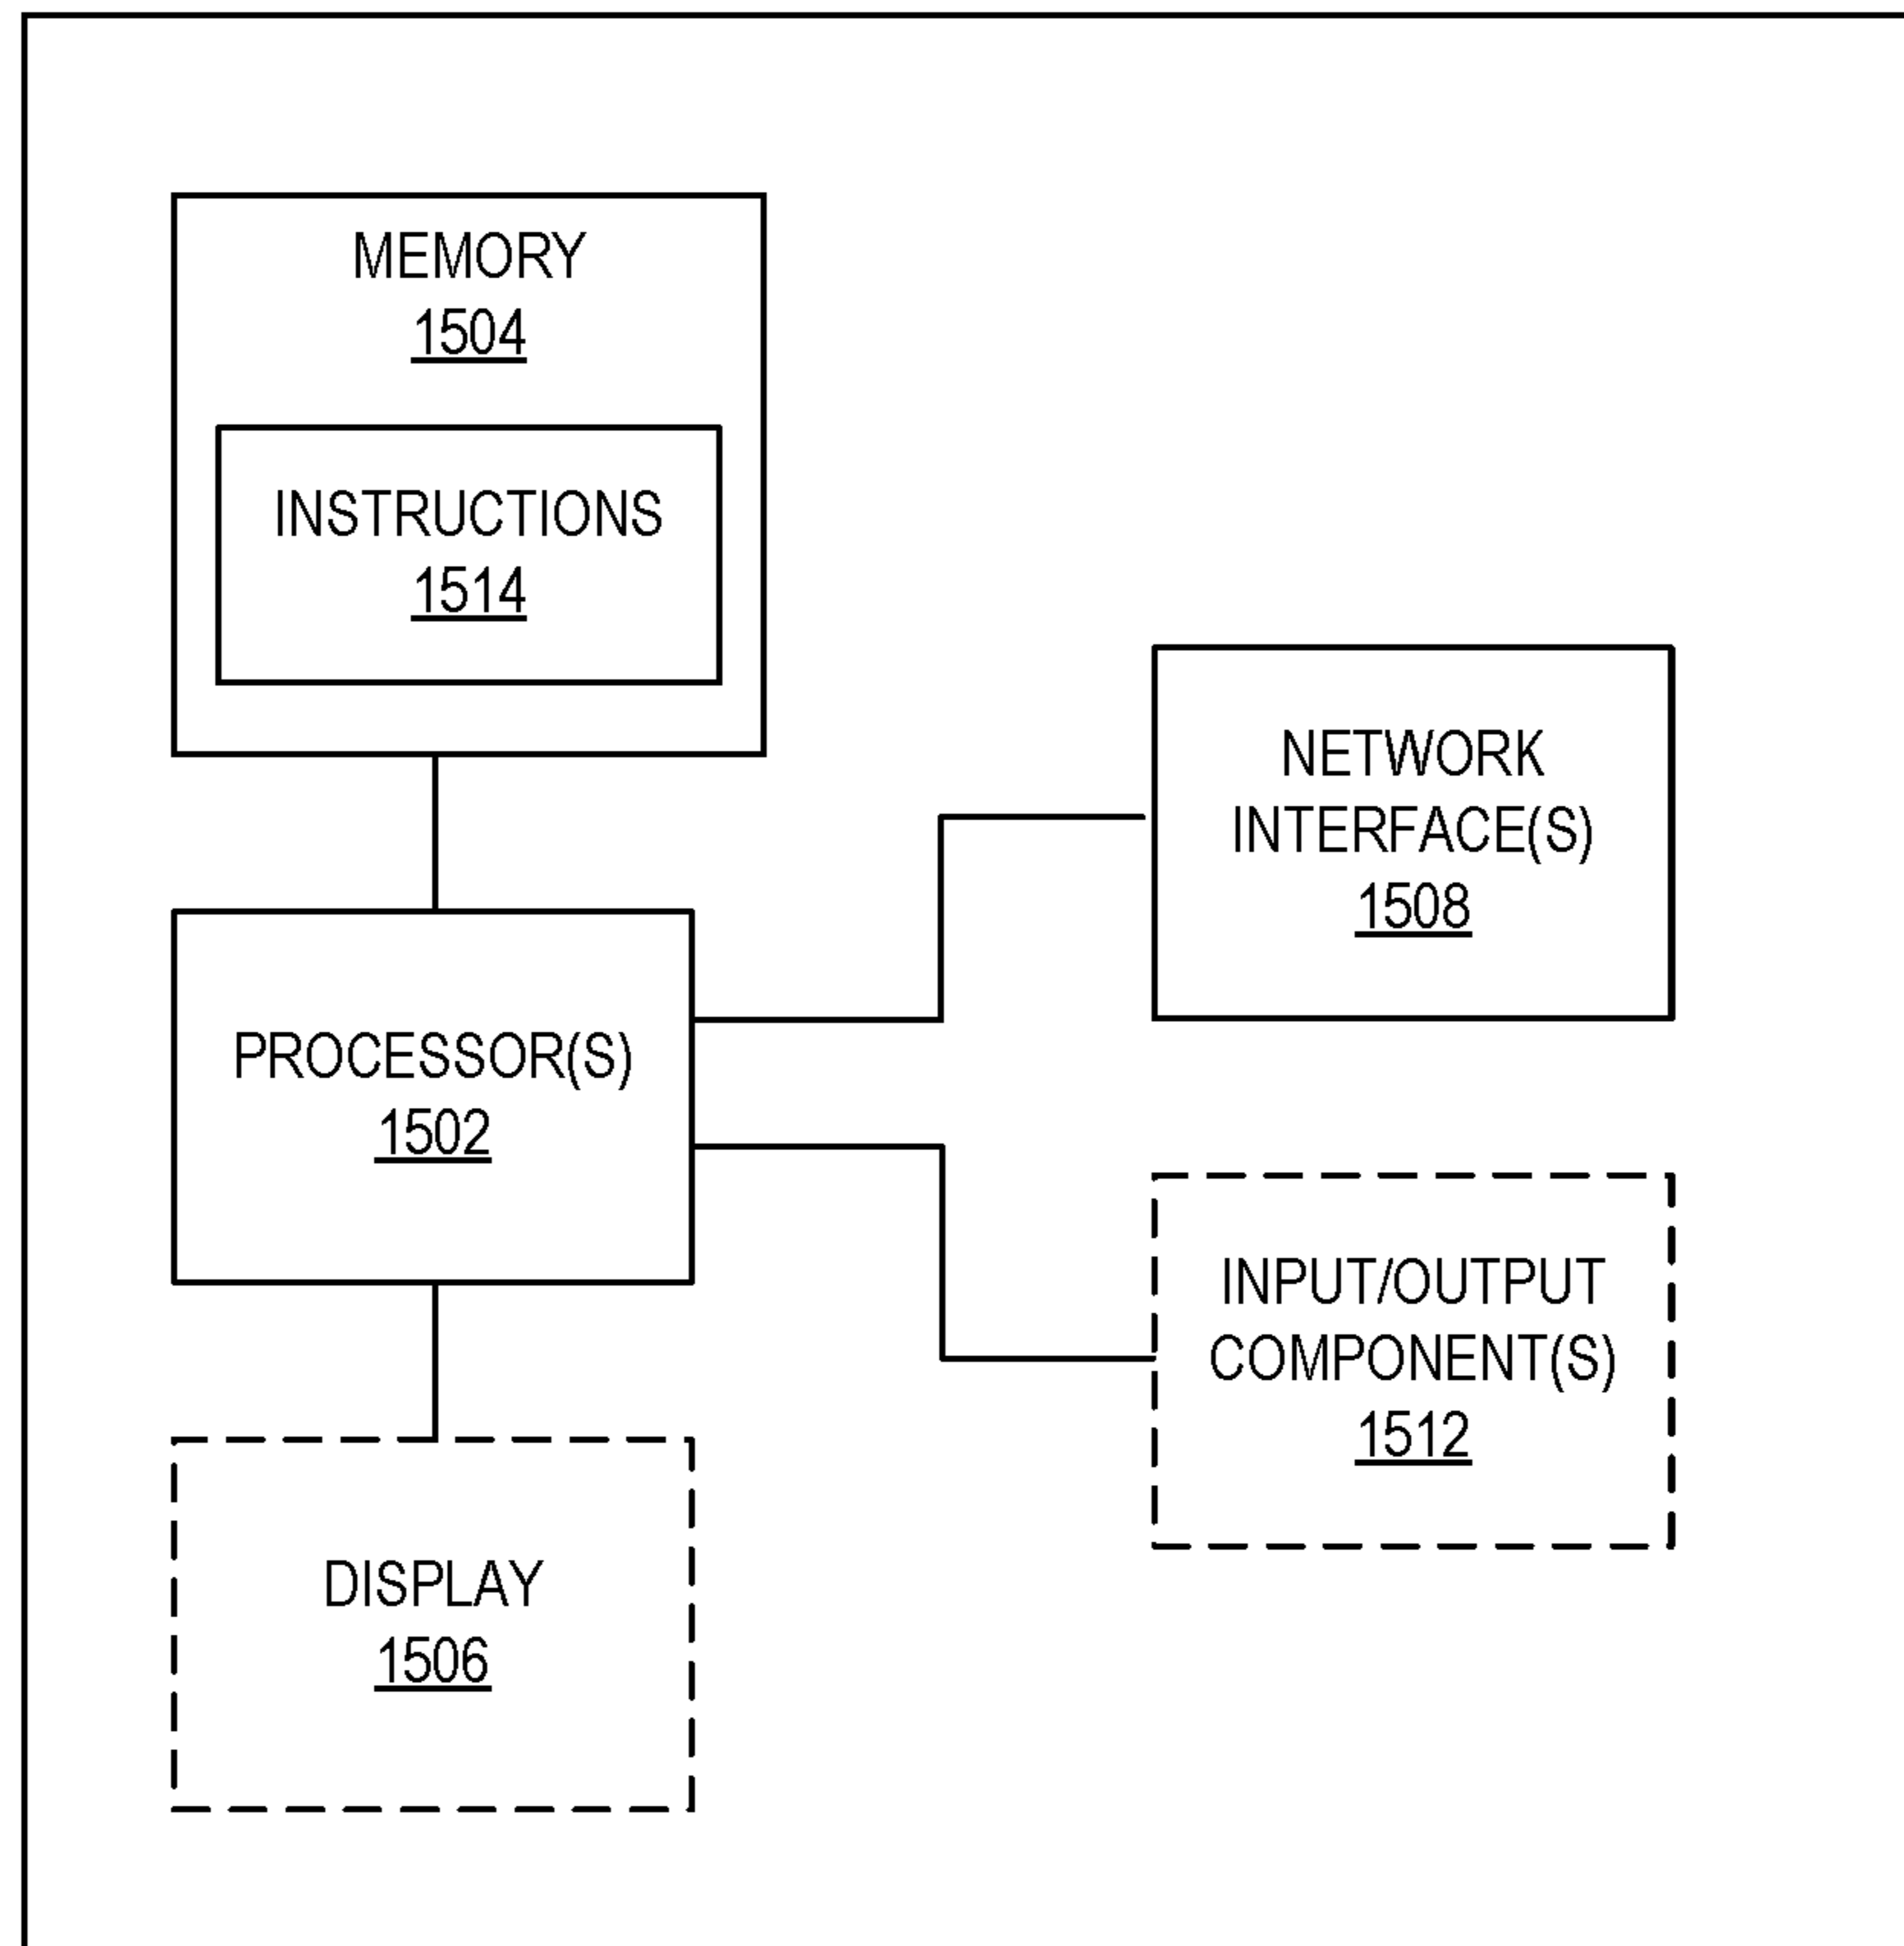 MEMORY
1504
INSTRUCTIONS
1514
NETWORK
INTERFACE(S)
1508
PROCESSOR(S)
1502
INPUT/OUTPUT
COMPONENT(S)
1512
DISPLAY
1506